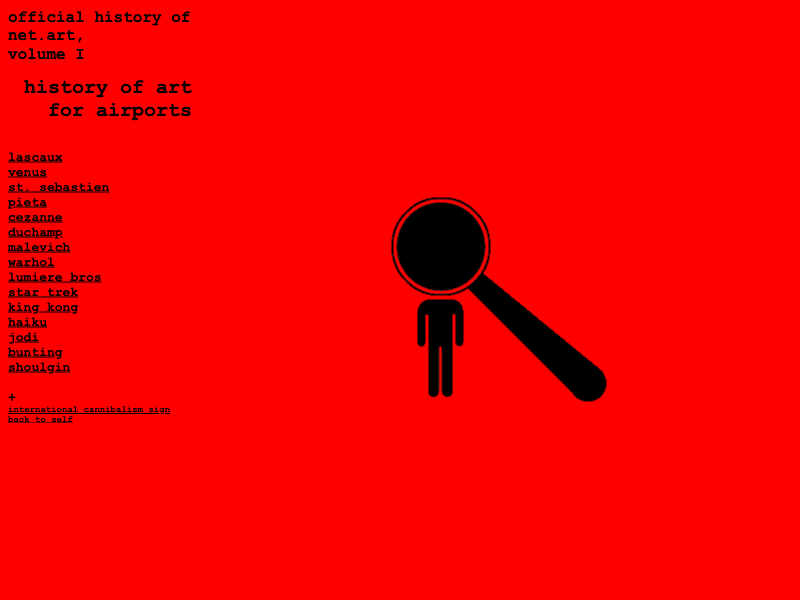 official history of
net.art,
volume I
history of art
for airports
lascaux
venus
st. sebastien
pieta
cezanne
duchamp
malevich
warhol
lumiere bros
star trek
king kong
haiku
jodi
bunting
shoulgin
+
international cannibalism sign
back to self